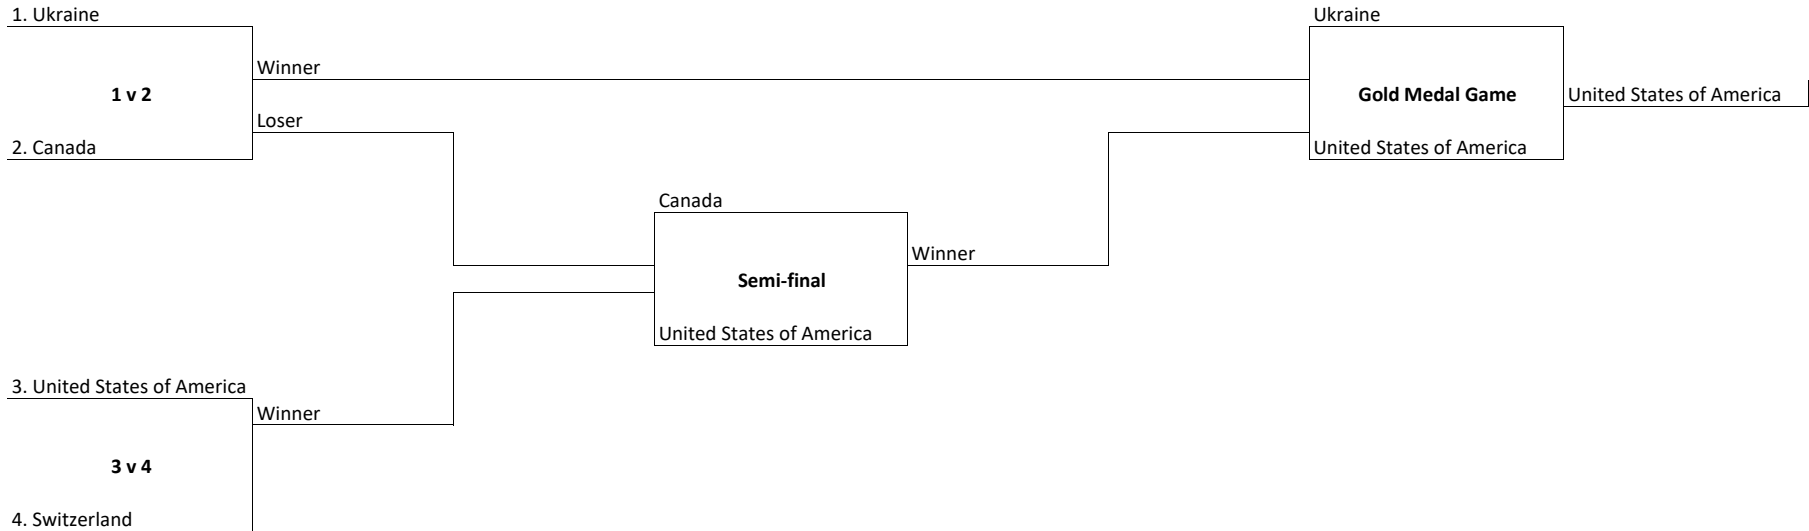 1. Ukraine
Ukraine
Winner
1 v 2
Gold Medal Game
United States of America
Loser
2. Canada
United States of America
Canada
Winner
Semi-final
United States of America
3. United States of America
Winner
3 v 4
4. Switzerland